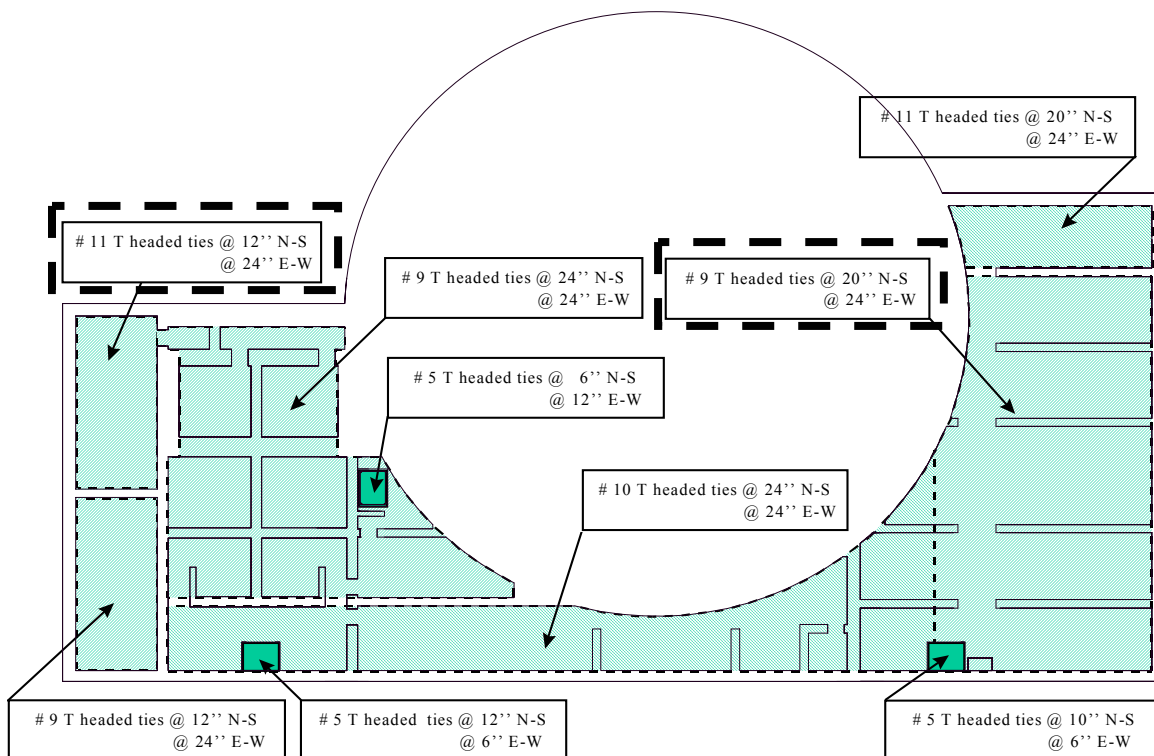 # 11 T headed ties @ 20’’ N-S
@ 24’’ E-W
# 11 T headed ties @ 12’’ N-S
@ 24’’ E-W
# 9 T headed ties @ 24’’ N-S
@ 24’’ E-W
# 9 T headed ties @ 20’’ N-S
@ 24’’ E-W
# 5 T headed ties @ 6’’ N-S
@ 12’’ E-W
# 10 T headed ties @ 24’’ N-S
@ 24’’ E-W
# 9 T headed ties @ 12’’ N-S
@ 24’’ E-W
# 5 T headed ties @ 12’’ N-S
@ 6’’ E-W
# 5 T headed ties @ 10’’ N-S
@ 6’’ E-W